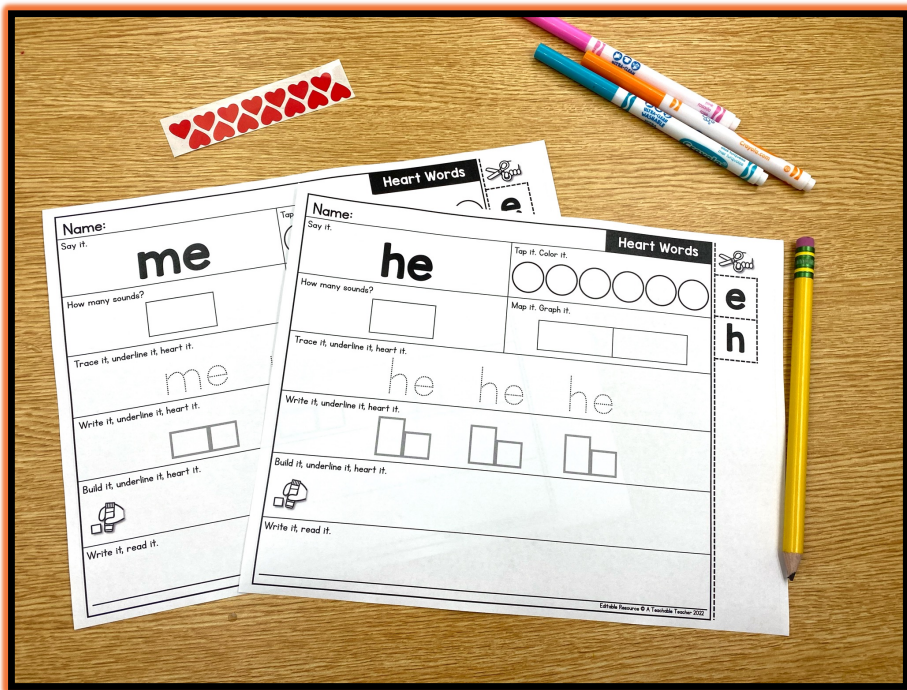 Heart Words
Name:
Say it.
Tap
me
e
How many sounds?
Trace it, underline it, heart it.
me
Write it, underline it, heart it.
Build it, underline it, heart it.
Write it, read it.
Heart Words
Name:
Say it.
he
Tap it. Color it.
How many sounds?
Map it. Graph it.
e
h
Trace it, underline it, heart it.
he he he
Write it, underline it, heart it.
Build it, underline it, heart it.
Write it, read it.
Editable Resource © A Teachable Teacher 2022